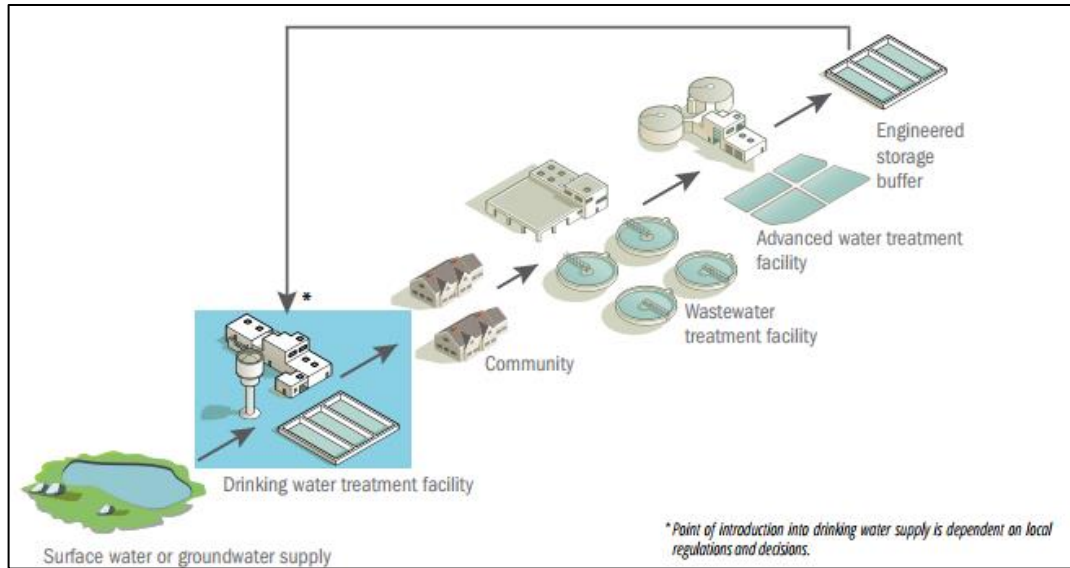 Engineered
storage
buffer
Advanced water treatment
facility
*
Wastewater
treatment facility
Community
Drinking water treatment facility
Surface water or groundwater supply
* Point of introduction into drinking water supply is dependent on local
regulations and decisions.